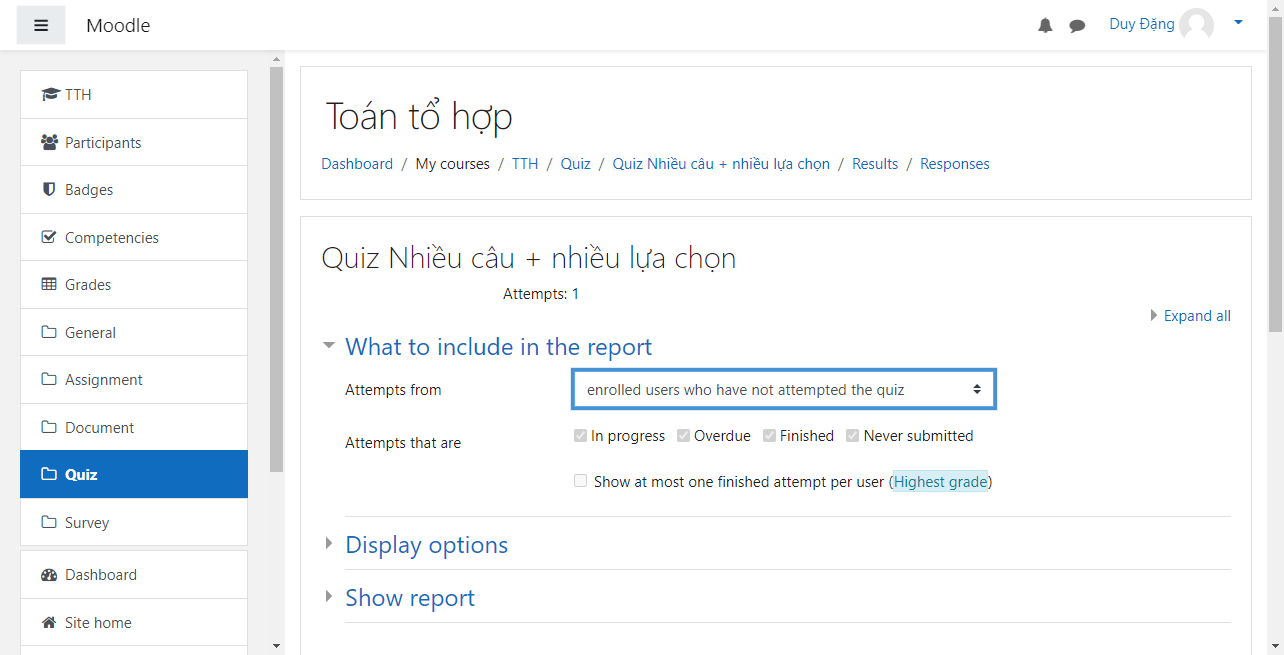 Moodle
Duy Đặng
TTH
Participants
Badges
Competencies
Grades
General
Assignment
Document
Quiz
Survey
Dashboard
Site home
Toán tổ hợp
Dashboard / My courses / TTH / Quiz / Quiz Nhiều câu + nhiều lựa chọn / Results / Responses
Quiz Nhiều câu + nhiều lựa chọn
Attempts: 1
Expand all
What to include in the report
Attempts from enrolled users who have not attempted the quiz
Attempts that are In progress Overdue Finished Never submitted
Show at most one finished attempt per user (Highest grade)
Display options
Show report